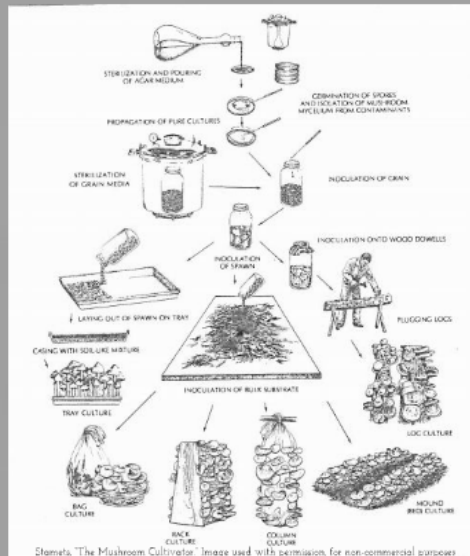 STERILIZATION AND POURING
OF AGAR MEDIUM
GERMINATION OF SPORES
AND ISOLATION OF MUSHROOM
MYCELIUM FROM CONTAMINENTS
PROPAGATION OF PURE CULTURES
STERILIZATION
OF GRAIN MEDIA
INOCULATION OF GRAIN
INOCULATION ONTO WOOD DOWELLS
INOCULATION
OF SPAWN
LAYING OUT OF SPAWN ON TRAY
PLUGGING LOGS
CASING WITH SOIL-LIKE MIXTURE
INOCULATION OF BULK SUBSTRATE
TRAY CULTURE
LOG CULTURE
BAG
CULTURE
RACK
CULTURE
COLUMN
CULTURE
MOUND
(BED) CULTURE
Stamets, "The Mushroom Cultivator." Image used with permission, for non-commercial purposes